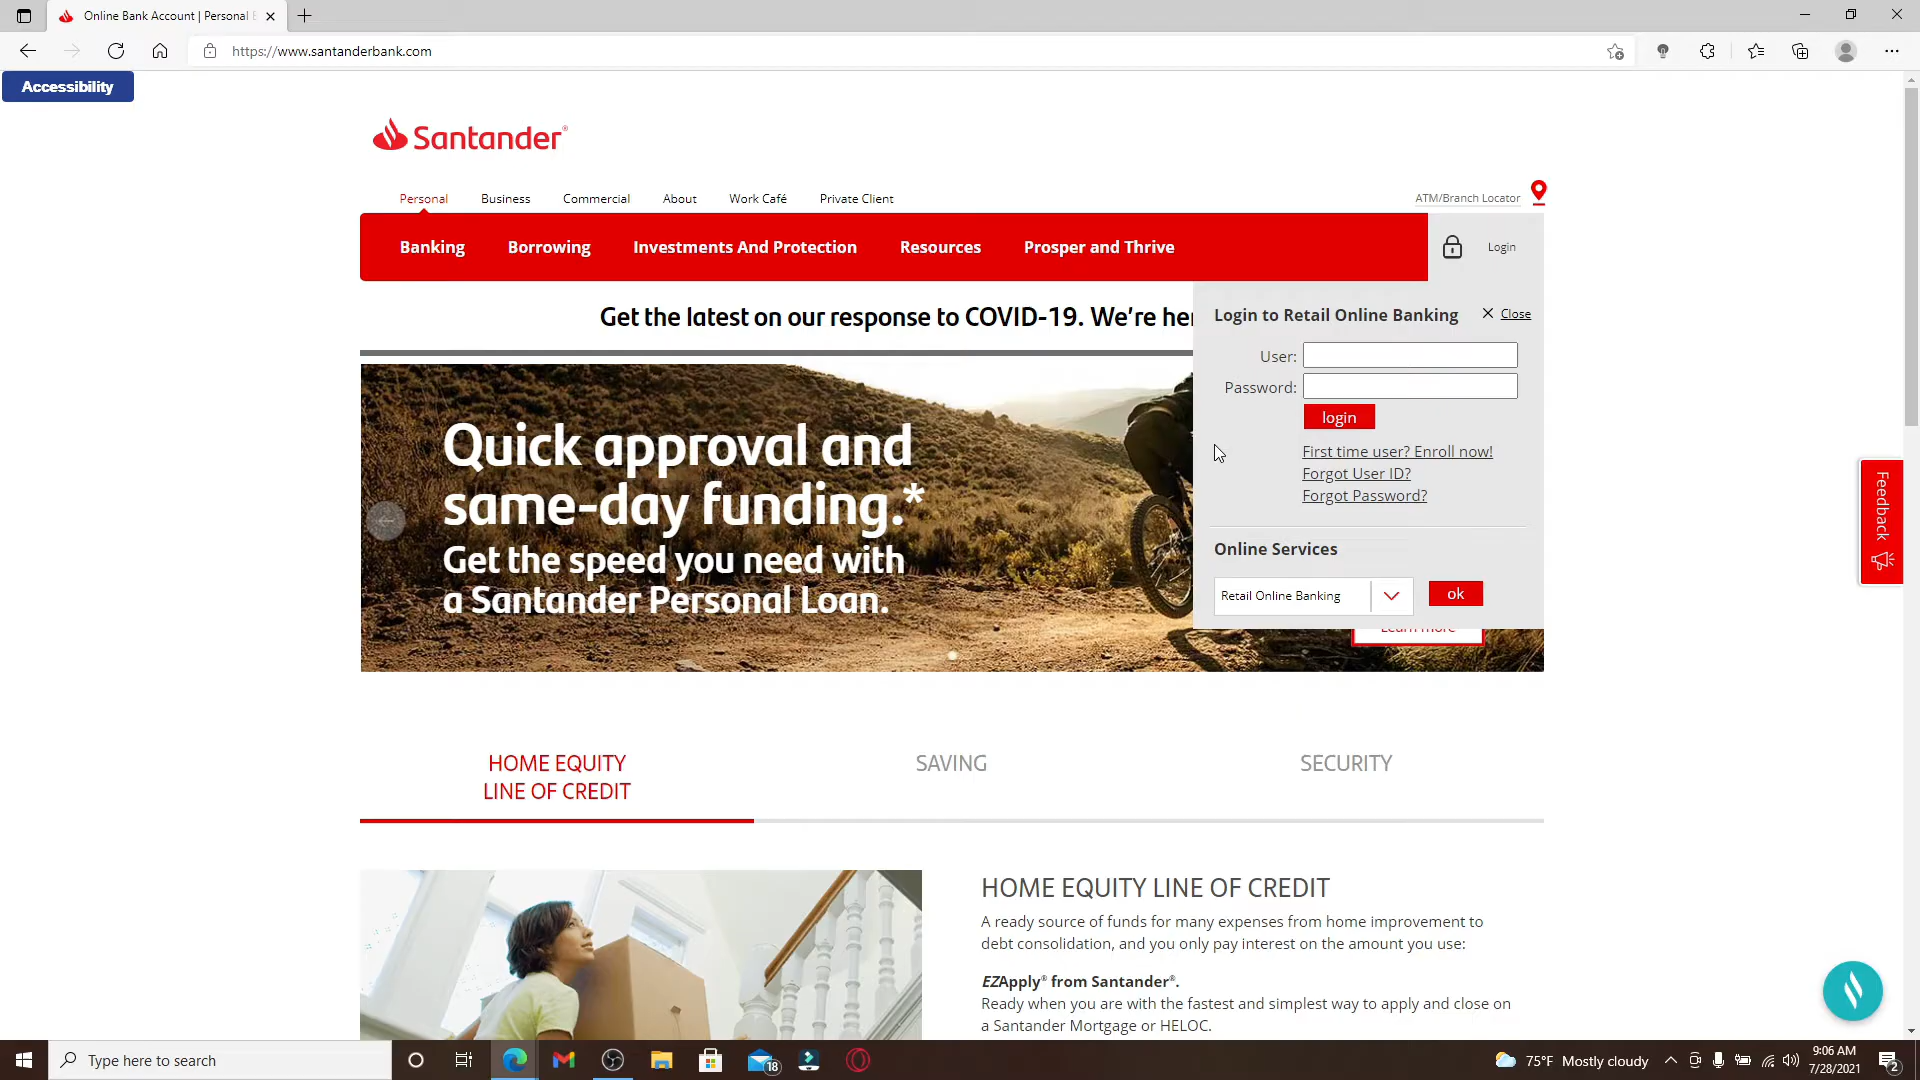 Online Bank Account | Personal
https://www.santanderbank.com
Accessibility
Santander®
Personal
Business
Commercial
About
Work Café
Private Client
ATM/Branch Locator
Banking
Borrowing
Investments And Protection
Resources
Prosper and Thrive
Login
Get the latest on our response to COVID-19. We're
Login to Retail Online Banking
Close
User:
Password:
login
First time user? Enroll now!
Forgot User ID?
Forgot Password?
Online Services
Retail Online Banking
ok
Quick approval and
same-day funding.*
Get the speed you need with
a Santander Personal Loan.
Feedback
HOME EQUITY
LINE OF CREDIT
SAVING
SECURITY
HOME EQUITY LINE OF CREDIT
A ready source of funds for many expenses from home improvement to
debt consolidation, and you only pay interest on the amount you use:
EZApply® from Santander®.
Ready when you are with the fastest and simplest way to apply and close on
a Santander Mortgage or HELOC.
Type here to search
18
75°F Mostly cloudy
9:06 AM
7/28/2021
2